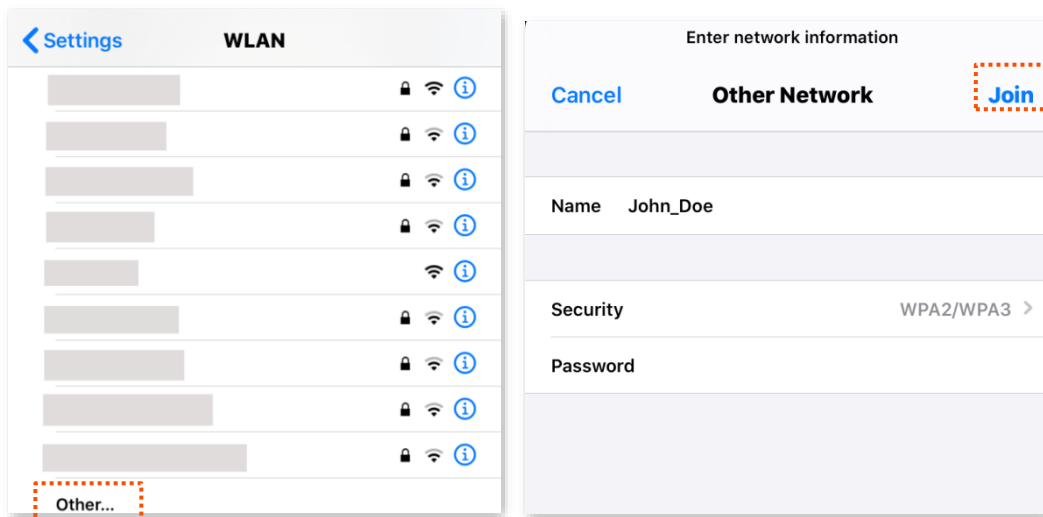 Settings WLAN
Other...
Enter network information
Cancel Other Network Join
Name John_Doe
Security WPA2/WPA3
Password